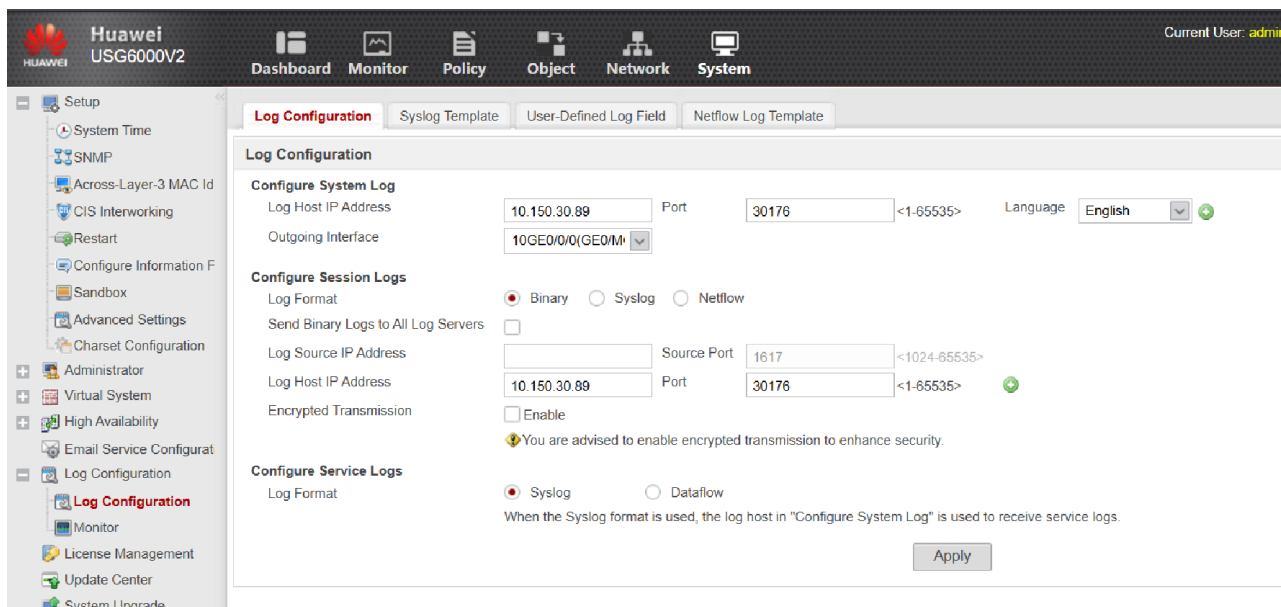 Huawei
USG6000V2
HUAWEI
Dashboard Monitor Policy Object Network System
Current User: admin
Setup
System Time
SNMP
Across-Layer-3 MAC Id
CIS Interworking
Restart
Configure Information F
Sandbox
Advanced Settings
Charset Configuration
Administrator
Virtual System
High Availability
Email Service Configurat
Log Configuration
Log Configuration
Monitor
License Management
Update Center
System Upgrade
Log Configuration Syslog Template User-Defined Log Field Netflow Log Template
Log Configuration
Configure System Log
Log Host IP Address 10.150.30.89 Port 30176 <1-65535> Language English
Outgoing Interface 10GE0/0/0(GE0/M
Configure Session Logs
Log Format Binary Syslog Netflow
Send Binary Logs to All Log Servers
Log Source IP Address Source Port 1617 <1024-65535>
Log Host IP Address 10.150.30.89 Port 30176 <1-65535>
Encrypted Transmission Enable
You are advised to enable encrypted transmission to enhance security.
Configure Service Logs
Log Format Syslog Dataflow
When the Syslog format is used, the log host in "Configure System Log" is used to receive service logs.
Apply